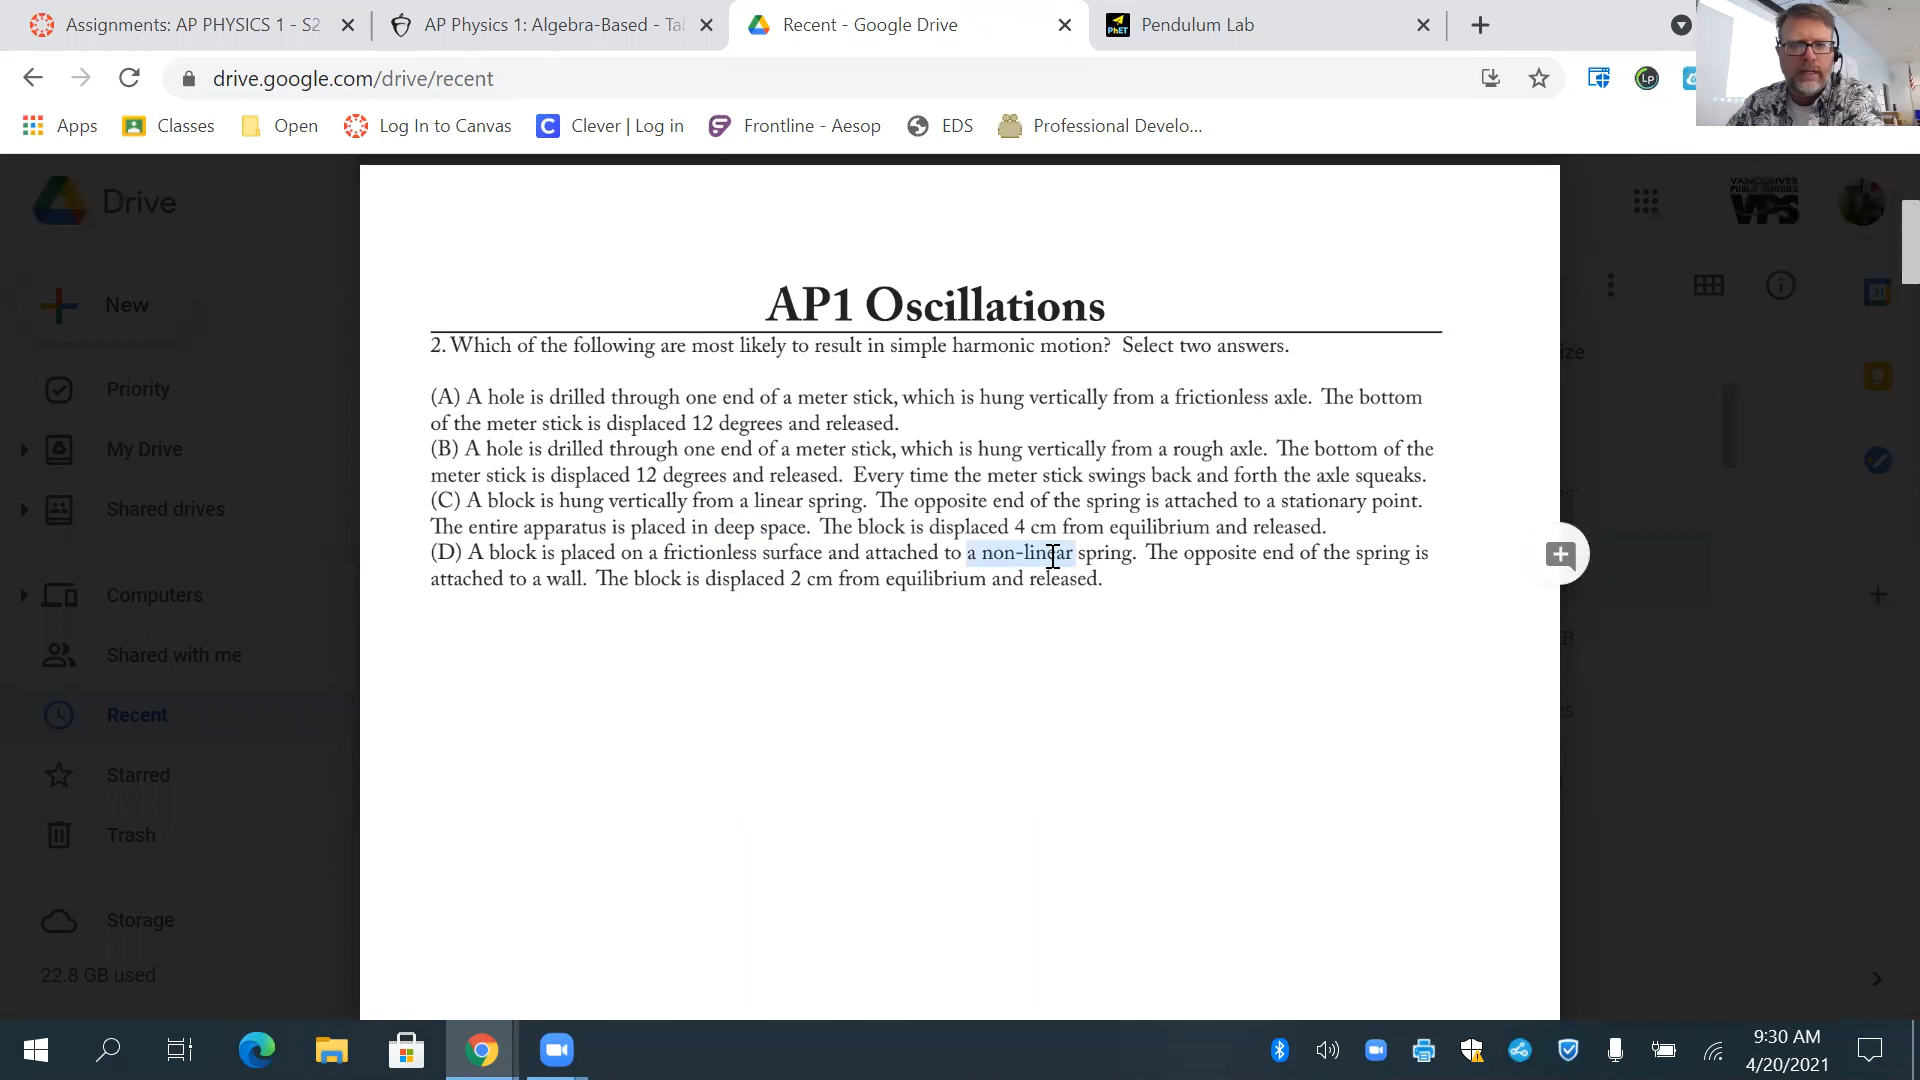 Assignments: AP PHYSICS 1 - S2
AP Physics 1: Algebra-Based - Tab
Recent - Google Drive
PhET
Pendulum Lab
drive.google.com/drive/recent
Lp
Apps
Classes
Open
Log In to Canvas
C
Clever | Log in
Frontline - Aesop
EDS
Professional Develo...
Drive
VANCOUVER
PUBLIC SCHOOLS
VPS
New
31
Priority
My Drive
Shared drives
Computers
Shared with me
Recent
Starred
Trash
Storage
22.8 GB used
AP1 Oscillations
2. Which of the following are most likely to result in simple harmonic motion? Select two answers.
(A) A hole is drilled through one end of a meter stick, which is hung vertically from a frictionless axle. The bottom
of the meter stick is displaced 12 degrees and released.
(B) A hole is drilled through one end of a meter stick, which is hung vertically from a rough axle. The bottom of the
meter stick is displaced 12 degrees and released. Every time the meter stick swings back and forth the axle squeaks.
(C) A block is hung vertically from a linear spring. The opposite end of the spring is attached to a stationary point.
The entire apparatus is placed in deep space. The block is displaced 4 cm from equilibrium and released.
(D) A block is placed on a frictionless surface and attached to a non-linear spring. The opposite end of the spring is
attached to a wall. The block is displaced 2 cm from equilibrium and released.
9:30 AM
4/20/2021